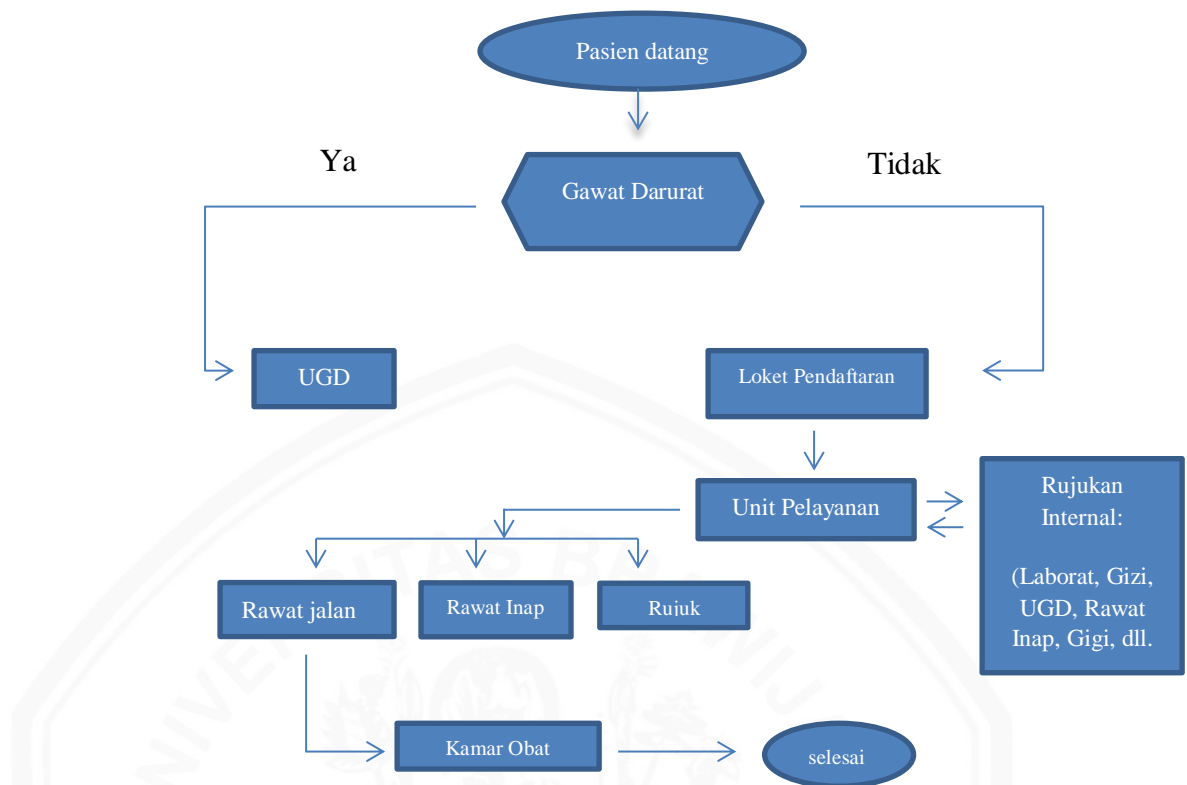 Pasien datang
Ya
Gawat Darurat
Tidak
UGD
Loket Pendaftaran
Unit Pelayanan
Rujukan
Internal:
(Laborat, Gizi,
UGD, Rawat
Inap, Gigi, dll.
Rawat jalan
Rawat Inap
Rujuk
Kamar Obat
selesai